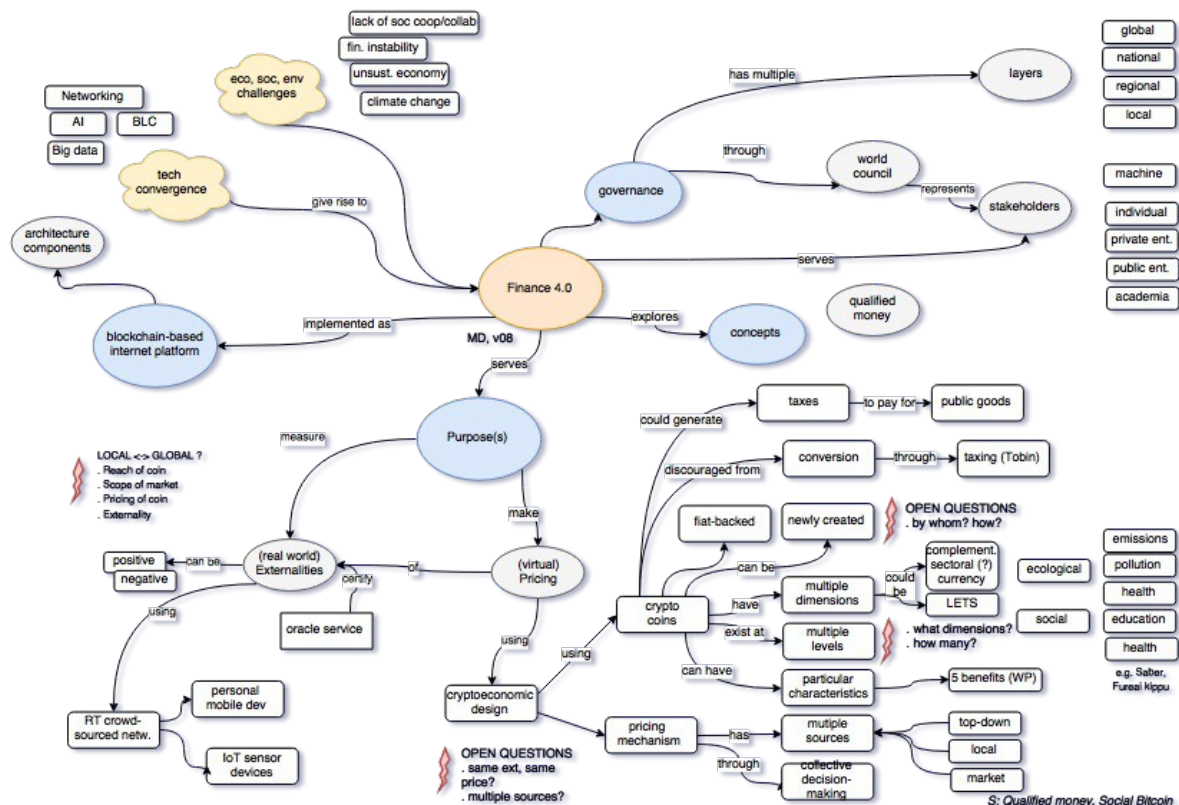 lack of soc coop/collab
fin. instability
unsust. economy
climate change
eco, soc, env
challenges
Networking
AI
BLC
Big data
tech
convergence
give rise to
architecture
components
blockchain-based
internet platform
implemented as
Finance 4.0
MD, v08
governance
has multiple
layers
through
world
council
represents
stakeholders
serves
qualified
money
explores
concepts
global
national
regional
local
machine
individual
private ent.
public ent.
academia
serves
Purpose(s)
measure
make
LOCAL <-> GLOBAL ?
. Reach of coin
. Scope of market
. Pricing of coin
. Externality
positive
negative
can be
(real world)
Externalities
of
(virtual)
Pricing
certify
oracle service
using
RT crowd-
sourced netw.
personal
mobile dev
IoT sensor
devices
using
cryptoeconomic
design
OPEN QUESTIONS
. same ext, same
price?
. multiple sources?
using
crypto
coins
could generate
taxes
to pay for
public goods
discouraged from
conversion
through
taxing (Tobin)
fiat-backed
newly created
OPEN QUESTIONS
. by whom? how?
can be
have
multiple
dimensions
could
be
complement.
sectoral (?)
currency
LETS
ecological
social
emissions
pollution
health
education
health
e.g. Salber,
Fureai kippu
exist at
multiple
levels
. what dimensions?
. how many?
can have
particular
characteristics
5 benefits (WP)
pricing
mechanism
has
mutiple
sources
top-down
local
market
through
collective
decision-
making
S: Qualified money, Social Bitcoin